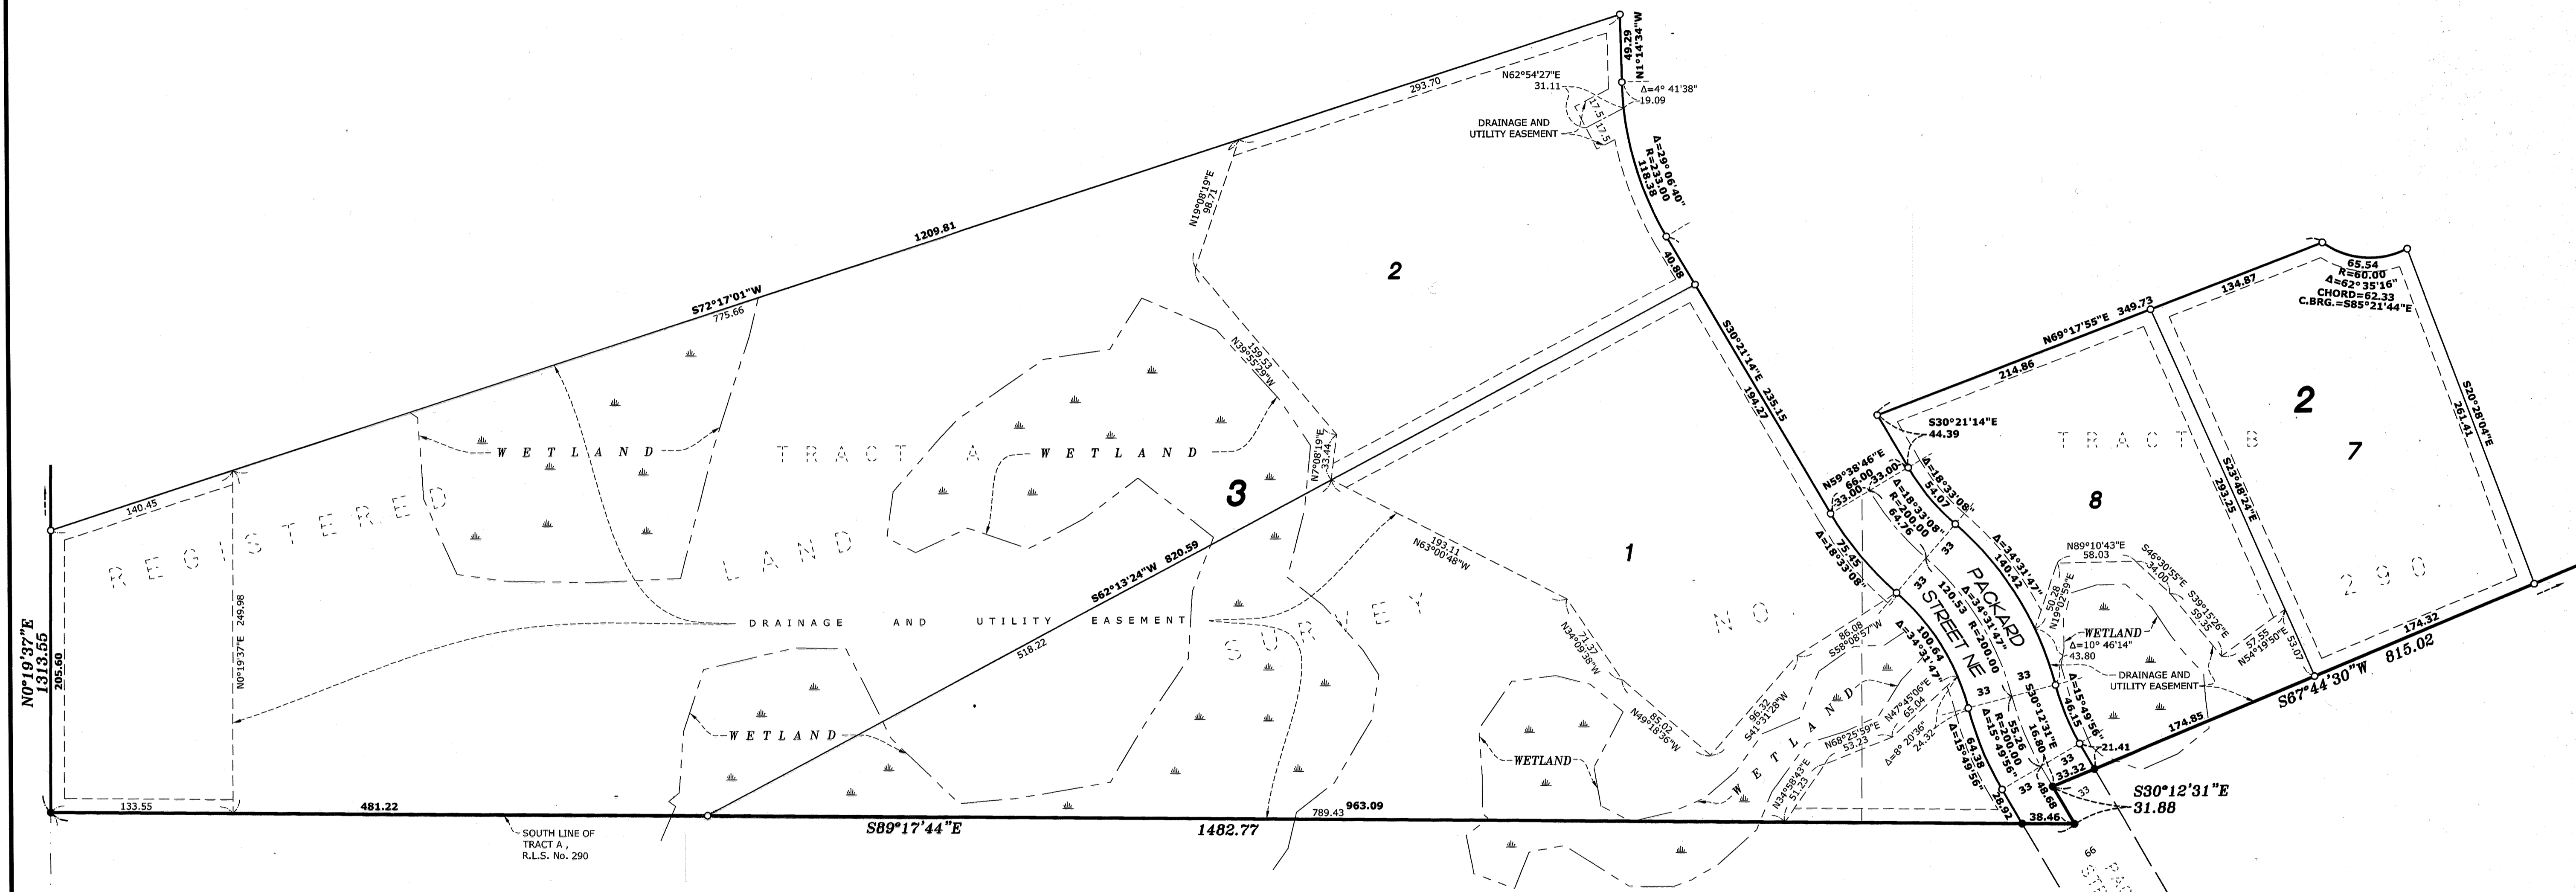 49.29
N1°14'34"W
N62°54'27"E
31.11
Δ=4° 41'38"
19.09
DRAINAGE AND
UTILITY EASEMENT
17.5
17.5
293.70
Δ=29° 06'40"
R=233.00
118.38
N19°08'19"E
98.71
1209.81
S72°17'01"W
775.66
2
40.88
65.54
R=60.00
Δ=62° 35'16"
CHORD=62.33
C.BRG.=S85°21'44"E
134.87
N69°17'55"E 349.73
214.86
S30°21'14"E 235.15
194.27
159.53
N39°55'29"W
S30°21'14"E
44.39
2
7
S20°28'04"E
261.41
TRACT B
8
S23°48'24"E
293.25
290
WETLAND
TRACT A
WETLAND
3
N7°08'19"E
33.44
N59°38'46"E
66.00
33.00
33.00
Δ=18°33'08"
54.07
Δ=18°33'08"
R=200.00
64.76
140.45
REGISTERED
LAND
SURVEY
NO.
1
193.11
N63°00'48"W
75.45
Δ=18°33'08"
33
33
Δ=34°31'47"
140.42
PACKARD
STREET NE
120.53
Δ=34°31'47"
R=200.00
N89°10'43"E
58.03
S46°30'55"E
34.00
50.28
N19°02'59"E
S39°15'26"E
59.35
WETLAND
Δ=10° 46'14"
43.80
57.55
N54°19'50"E
53.07
DRAINAGE AND
UTILITY EASEMENT
S62°13'24"W 820.59
518.22
DRAINAGE AND UTILITY EASEMENT
N0°19'37"E 249.98
N0°19'37"E
1313.55
205.60
71.37
N34°09'38"W
86.08
S58°08'57"W
100.64
Δ=34°31'47"
85.02
N49°18'36"W
96.32
S41°31'28"W
WETLAND
N47°45'06"E
65.04
N68°25'59"E
53.23
Δ=8° 20'36"
24.32
N34°58'43"E
51.23
33
33
S30°12'31"E
16.80
55.26
R=200.00
Δ=15° 49'56"
Δ=15°49'56"
46.15
64.38
Δ=15°49'56"
21.41
174.32
S67°44'30"W 815.02
174.85
33
33
33.32
33
48.68
28.92
38.46
S30°12'31"E
31.88
WETLAND
WETLAND
133.55
481.22
S89°17'44"E
1482.77
789.43
963.09
SOUTH LINE OF
TRACT A ,
R.L.S. No. 290
66